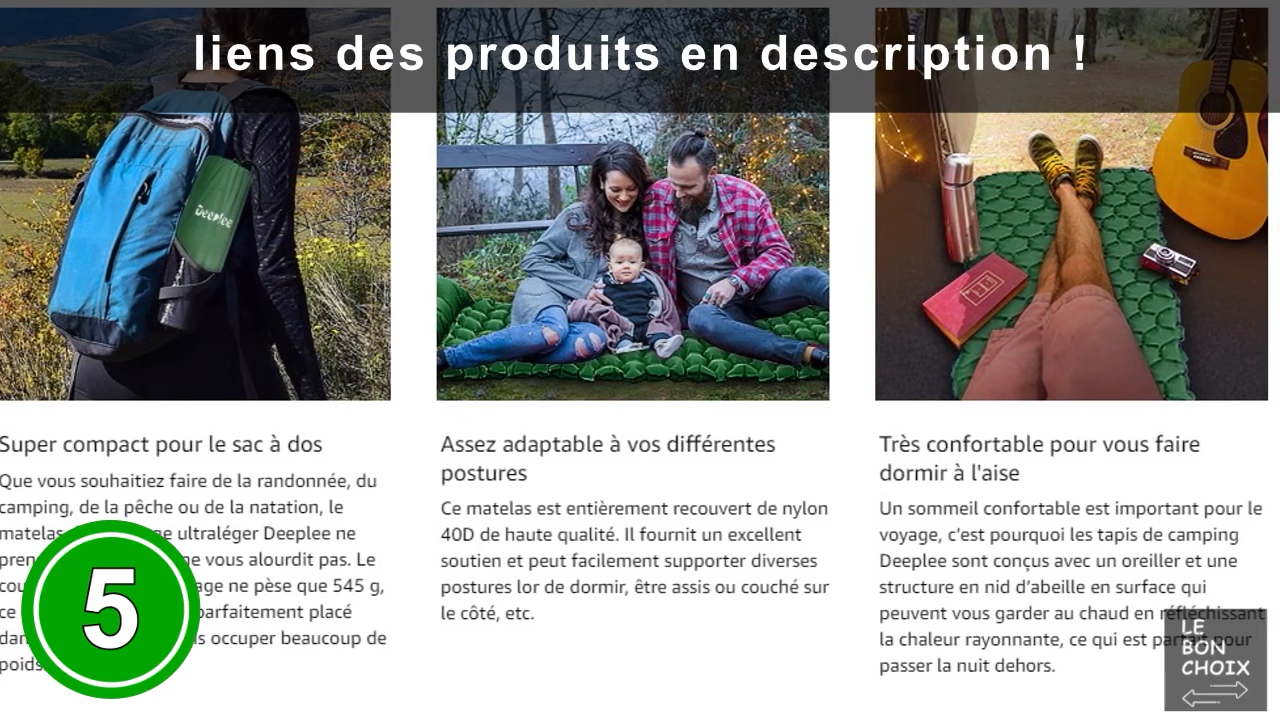 liens des produits en description !
Deeplee
Super compact pour le sac à dos
Que vous souhaitiez faire de la randonnée, du
camping, de la pêche ou de la natation, le
matelas ultraléger Deeplee ne
vous alourdit pas. Le
ne pèse que 545 g,
ce parfaitement placé
occuper beaucoup de
poids.
Assez adaptable à vos différentes
postures
Ce matelas est entièrement recouvert de nylon
40D de haute qualité. Il fournit un excellent
soutien et peut facilement supporter diverses
postures lor de dormir, être assis ou couché sur
le côté, etc.
Très confortable pour vous faire
dormir à l'aise
Un sommeil confortable est important pour le
voyage, c'est pourquoi les tapis de camping
Deeplee sont conçus avec un oreiller et une
structure en nid d'abeille en surface qui
peuvent vous garder au chaud en réfléchissant
la chaleur rayonnante, ce qui est parfait pour
passer la nuit dehors.
5
LE
BON
CHOIX